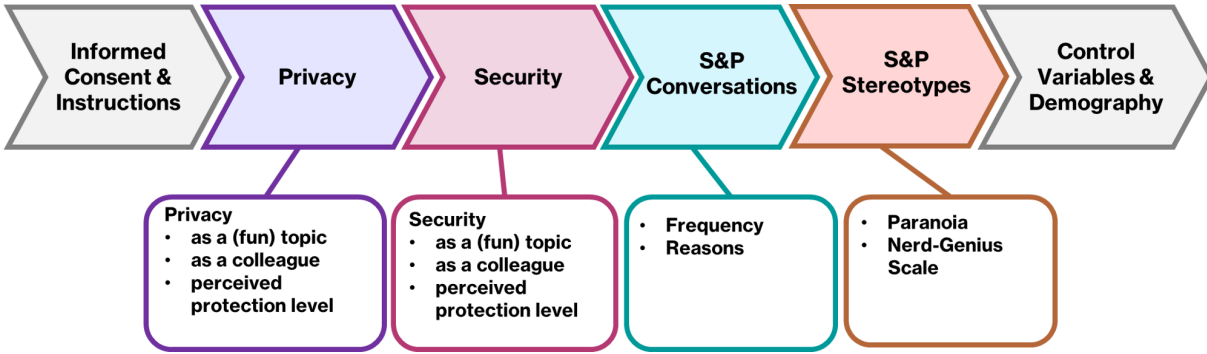 Informed
Consent &
Instructions
Privacy
Security
S&P
Conversations
S&P
Stereotypes
Control
Variables &
Demography
Privacy
• as a (fun) topic
• as a colleague
• perceived
protection level
Security
• as a (fun) topic
• as a colleague
• perceived
protection level
• Frequency
• Reasons
• Paranoia
• Nerd-Genius
Scale